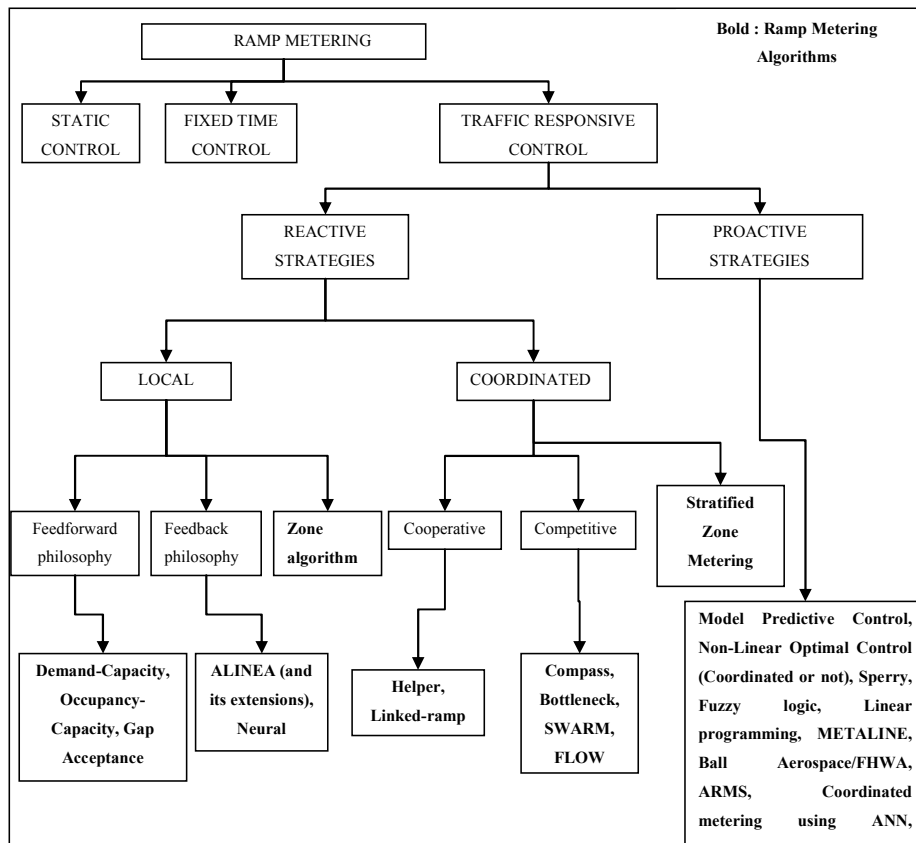 RAMP METERING
Bold : Ramp Metering
Algorithms
STATIC
CONTROL
FIXED TIME
CONTROL
TRAFFIC RESPONSIVE
CONTROL
REACTIVE
STRATEGIES
PROACTIVE
STRATEGIES
LOCAL
COORDINATED
Feedforward
philosophy
Feedback
philosophy
Zone
algorithm
Cooperative
Competitive
Stratified
Zone
Metering
Demand-Capacity,
Occupancy-
Capacity, Gap
Acceptance
ALINEA (and
its extensions),
Neural
Helper,
Linked-ramp
Compass,
Bottleneck,
SWARM,
FLOW
Model Predictive Control,
Non-Linear Optimal Control
(Coordinated or not), Sperry,
Fuzzy logic, Linear
programming, METALINE,
Ball Aerospace/FHWA,
ARMS, Coordinated
metering using ANN,